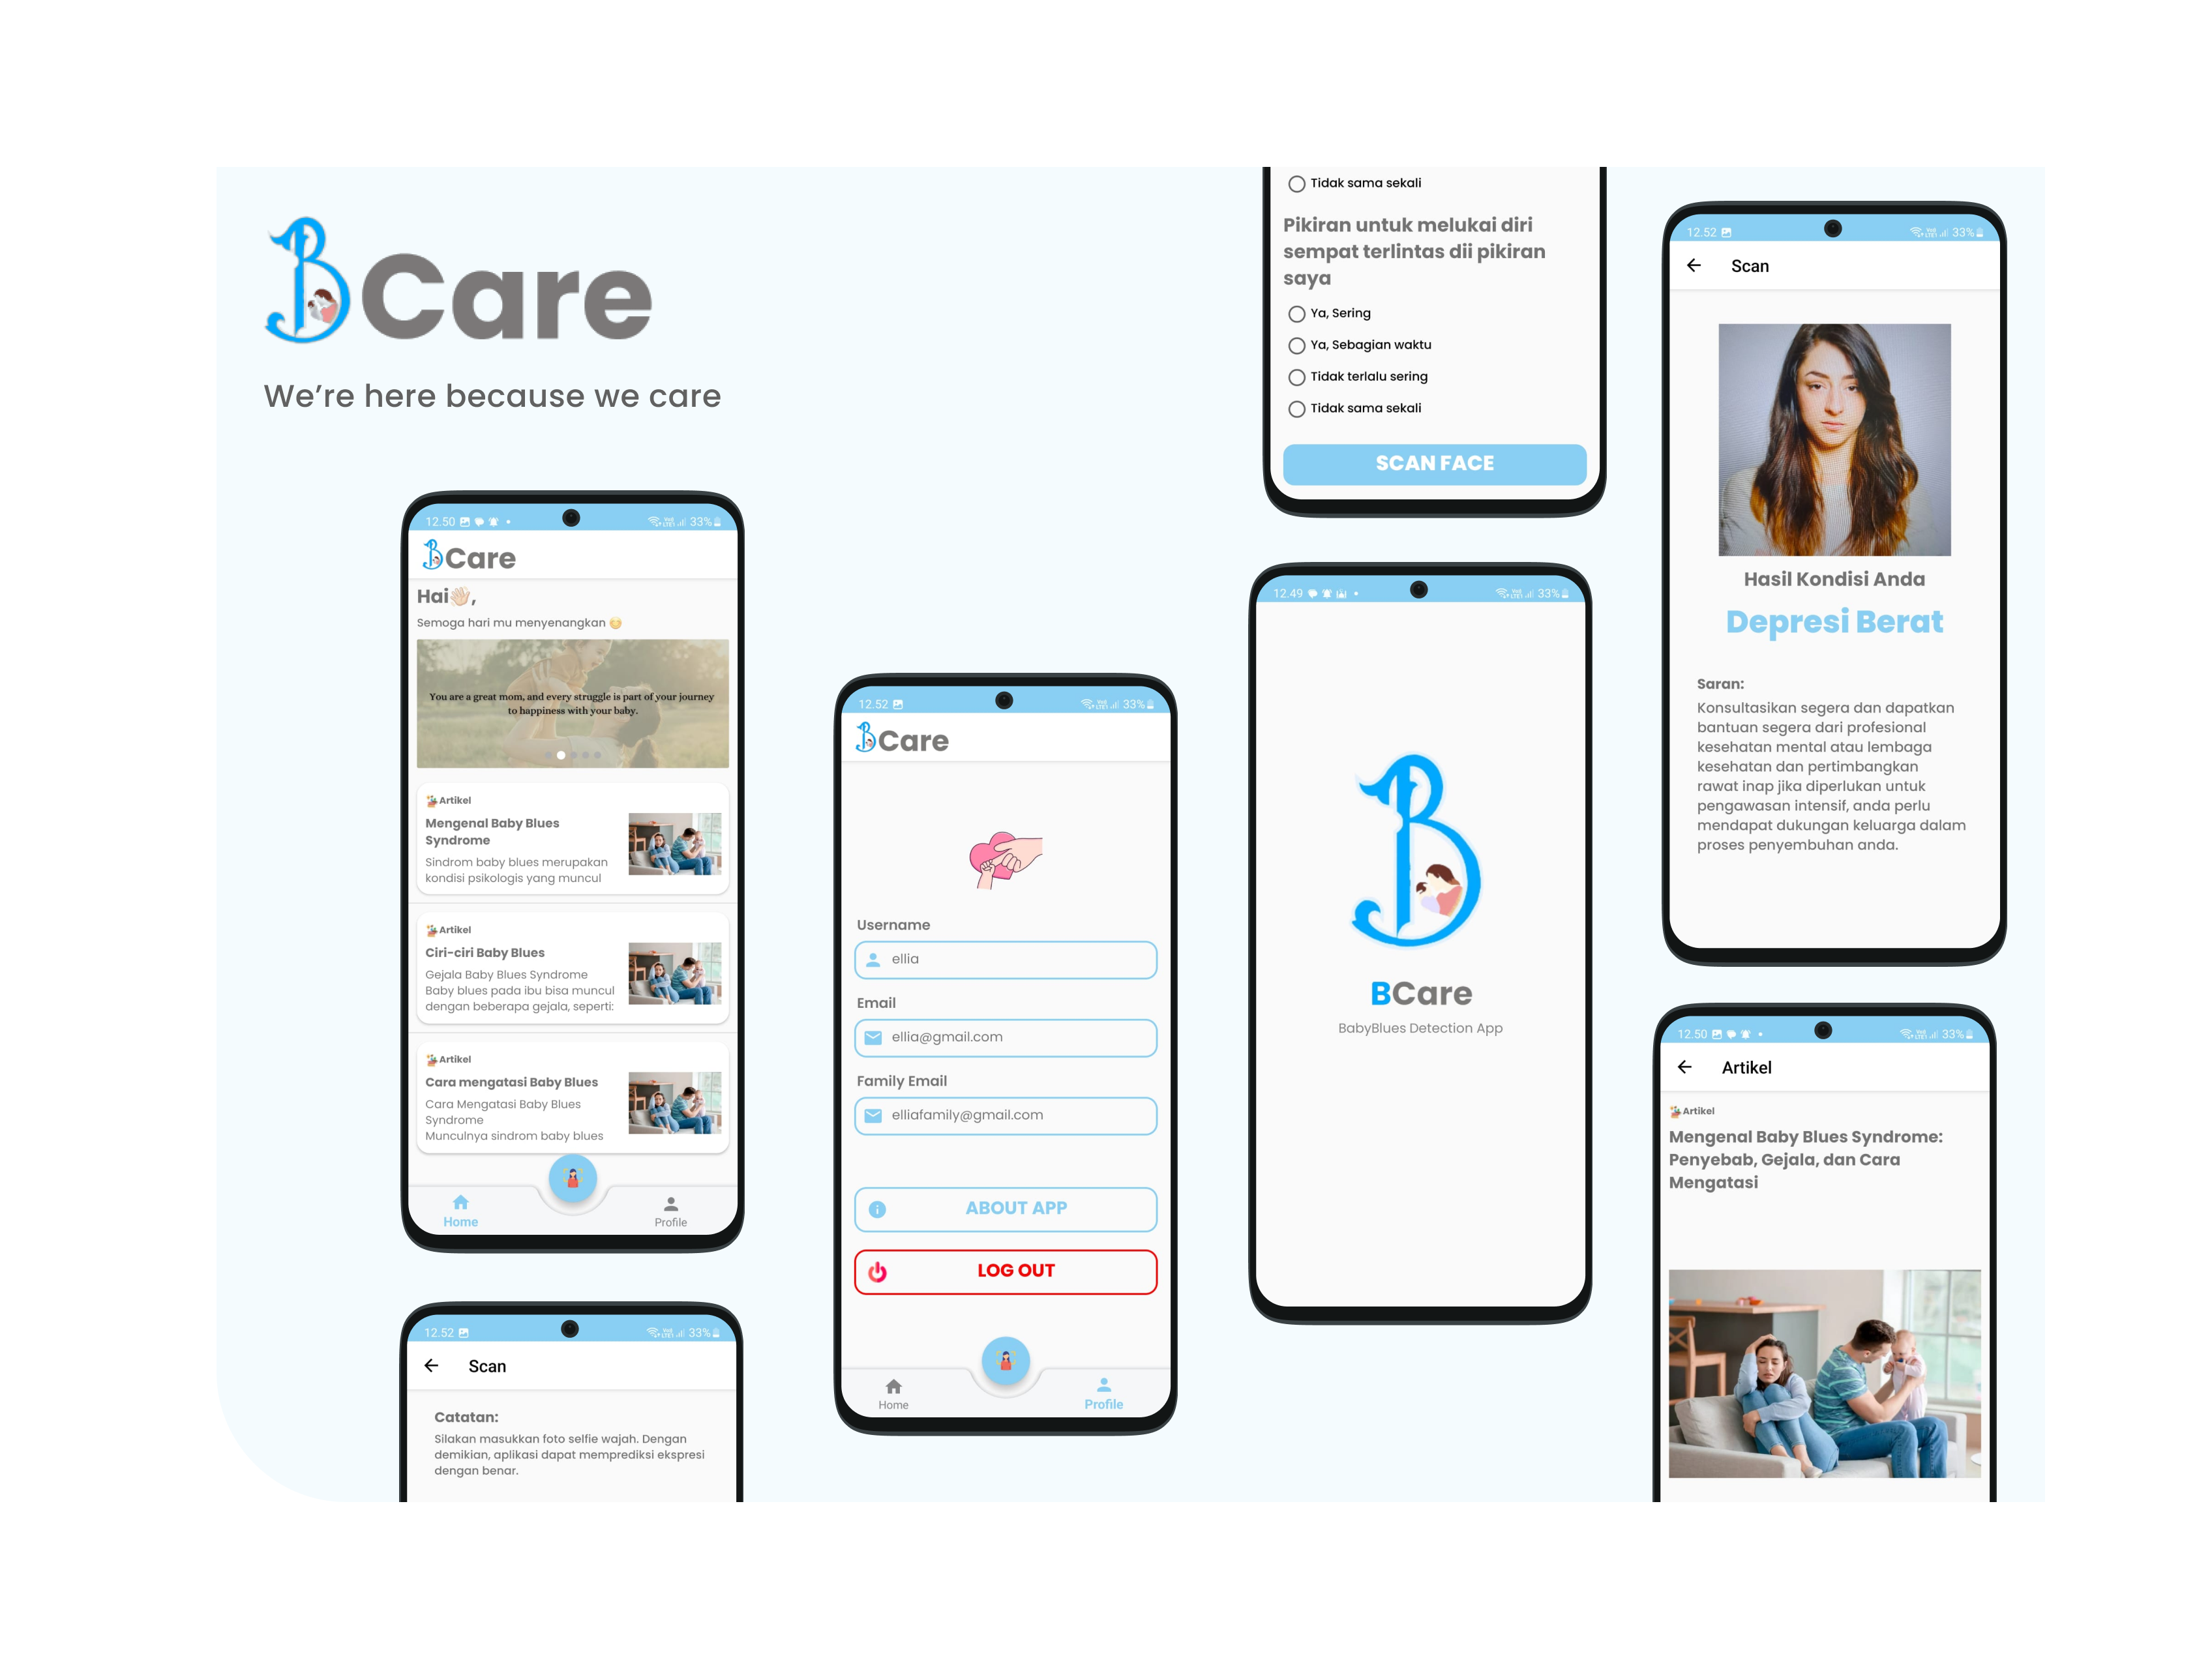 BCare
We're here because we care
12.50 33%
BCare
Hai👋🏻,
Semoga hari mu menyenangkan 😊
You are a great mom, and every struggle is part of your journey
to happiness with your baby.
Artikel
Mengenal Baby Blues
Syndrome
Sindrom baby blues merupakan
kondisi psikologis yang muncul
Artikel
Ciri-ciri Baby Blues
Gejala Baby Blues Syndrome
Baby blues pada ibu bisa muncul
dengan beberapa gejala, seperti:
Artikel
Cara mengatasi Baby Blues
Cara Mengatasi Baby Blues
Syndrome
Munculnya sindrom baby blues
Home Profile
12.52 33%
Scan
Catatan:
Silakan masukkan foto selfie wajah. Dengan
demikian, aplikasi dapat memprediksi ekspresi
dengan benar.
12.52 33%
BCare
Username
ellia
Email
ellia@gmail.com
Family Email
elliafamily@gmail.com
ABOUT APP
LOG OUT
Home Profile
Tidak sama sekali
Pikiran untuk melukai diri
sempat terlintas dii pikiran
saya
Ya, Sering
Ya, Sebagian waktu
Tidak terlalu sering
Tidak sama sekali
SCAN FACE
12.49 33%
BCare
BabyBlues Detection App
12.52 33%
Scan
Hasil Kondisi Anda
Depresi Berat
Saran:
Konsultasikan segera dan dapatkan
bantuan segera dari profesional
kesehatan mental atau lembaga
kesehatan dan pertimbangkan
rawat inap jika diperlukan untuk
pengawasan intensif, anda perlu
mendapat dukungan keluarga dalam
proses penyembuhan anda.
12.50 33%
Artikel
Artikel
Mengenal Baby Blues Syndrome:
Penyebab, Gejala, dan Cara
Mengatasi